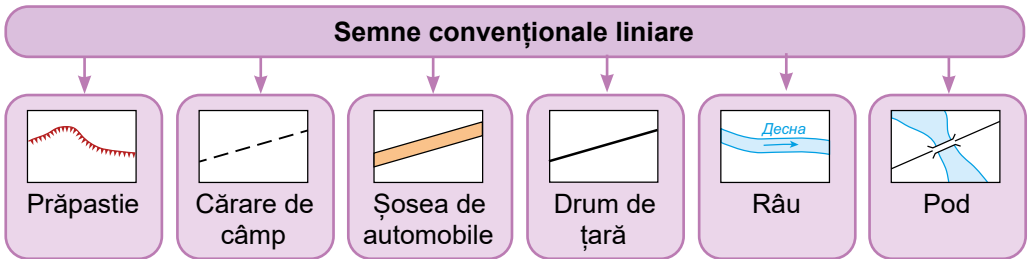 Semne convenționale liniare
Prăpastie
Cărare de
câmp
Șosea de
automobile
Drum de
țară
Десна
Râu
Pod